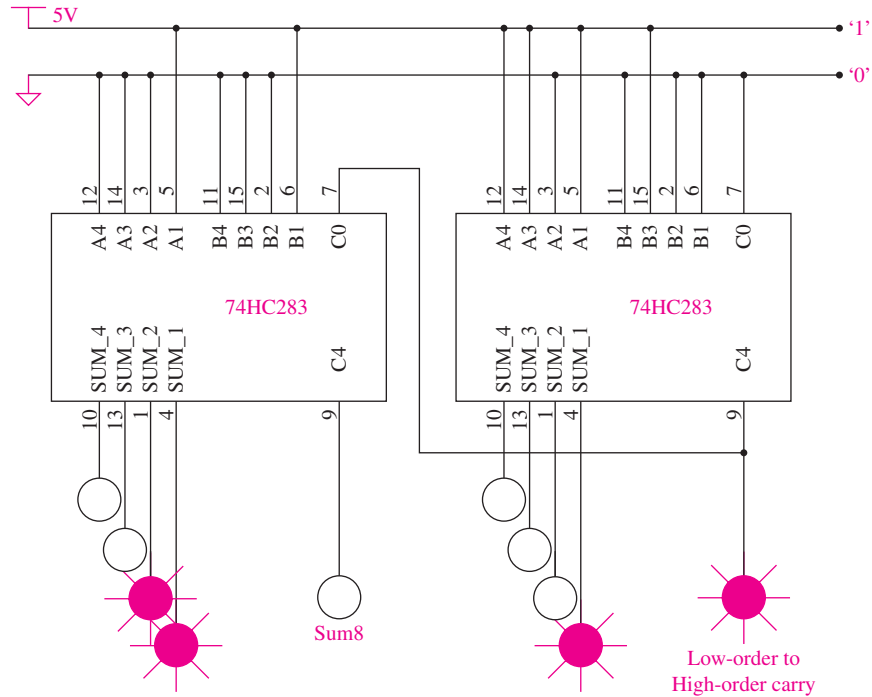 5V
‘1’
‘0’
12 14 3 5 11 15 2 6 7
12 14 3 5 11 15 2 6 7
A4 A3 A2 A1 B4 B3 B2 B1 C0
A4 A3 A2 A1 B4 B3 B2 B1 C0
74HC283
74HC283
SUM_4 SUM_3 SUM_2 SUM_1 C4
SUM_4 SUM_3 SUM_2 SUM_1 C4
10 13 1 4 9
10 13 1 4 9
Sum8
Low-order to
High-order carry